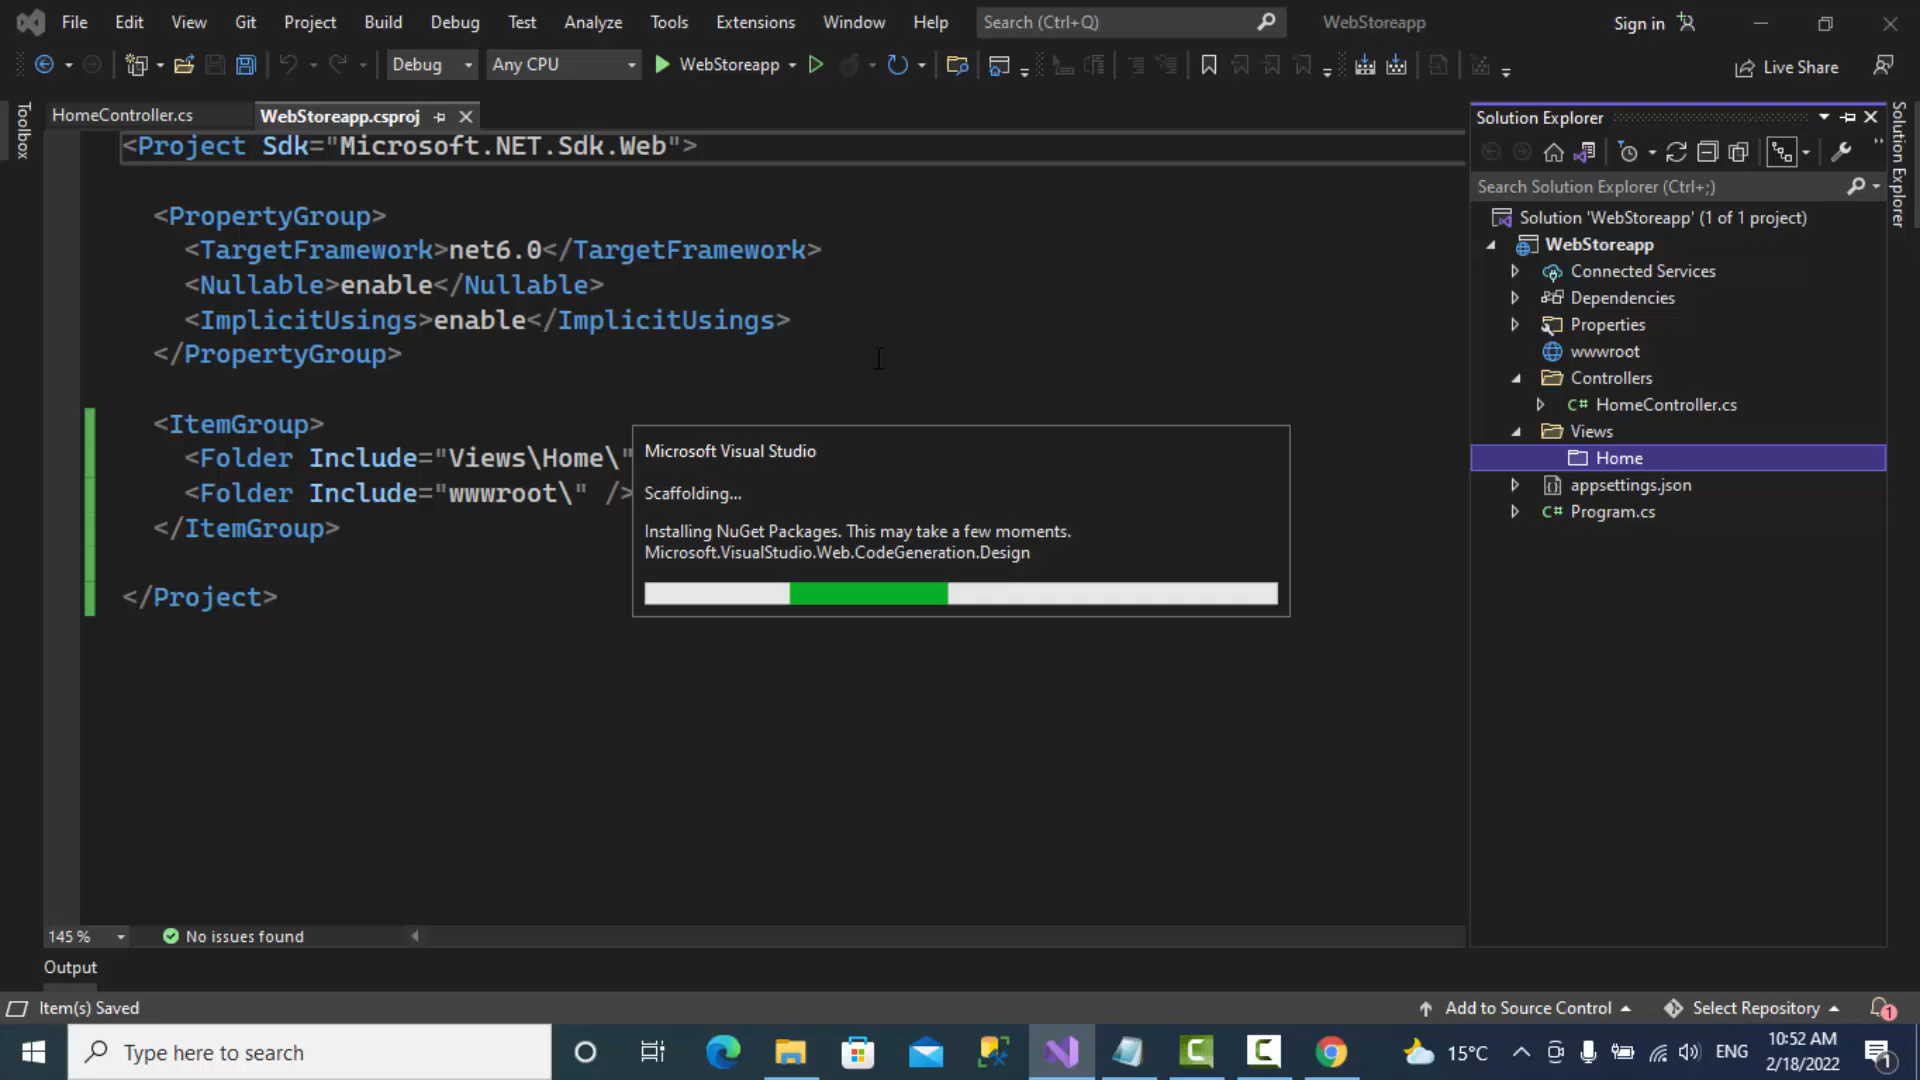 File Edit View Git Project Build Debug Test Analyze Tools Extensions Window Help Search (Ctrl+Q) WebStoreapp Sign in
Debug Any CPU WebStoreapp Live Share
Toolbox
HomeController.cs WebStoreapp.csproj
<Project Sdk="Microsoft.NET.Sdk.Web">
<PropertyGroup>
<TargetFramework>net6.0</TargetFramework>
<Nullable>enable</Nullable>
<ImplicitUsings>enable</ImplicitUsings>
</PropertyGroup>
<ItemGroup>
<Folder Include="Views\Home\"
<Folder Include="wwwroot\" />
</ItemGroup>
</Project>
Microsoft Visual Studio
Scaffolding...
Installing NuGet Packages. This may take a few moments.
Microsoft.VisualStudio.Web.CodeGeneration.Design
Solution Explorer
Search Solution Explorer (Ctrl+;)
Solution 'WebStoreapp' (1 of 1 project)
WebStoreapp
Connected Services
Dependencies
Properties
wwwroot
Controllers
C# HomeController.cs
Views
Home
appsettings.json
C# Program.cs
Solution Explorer
145 % No issues found
Output
Item(s) Saved Add to Source Control Select Repository 1
Type here to search 15°C ENG 10:52 AM
2/18/2022 1